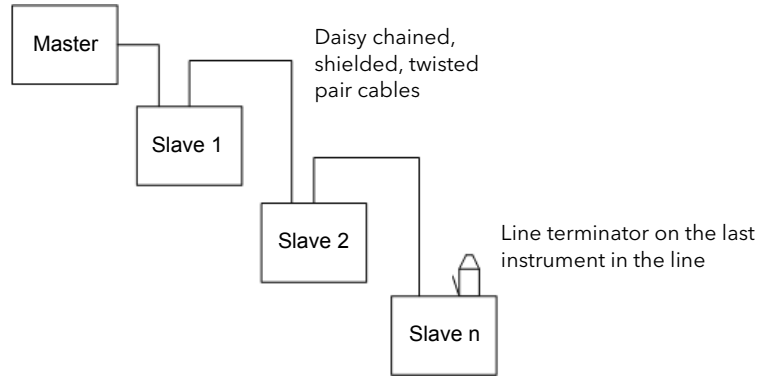 Master
Daisy chained,
shielded, twisted
pair cables
Slave 1
Slave 2
Line terminator on the last
instrument in the line
Slave n